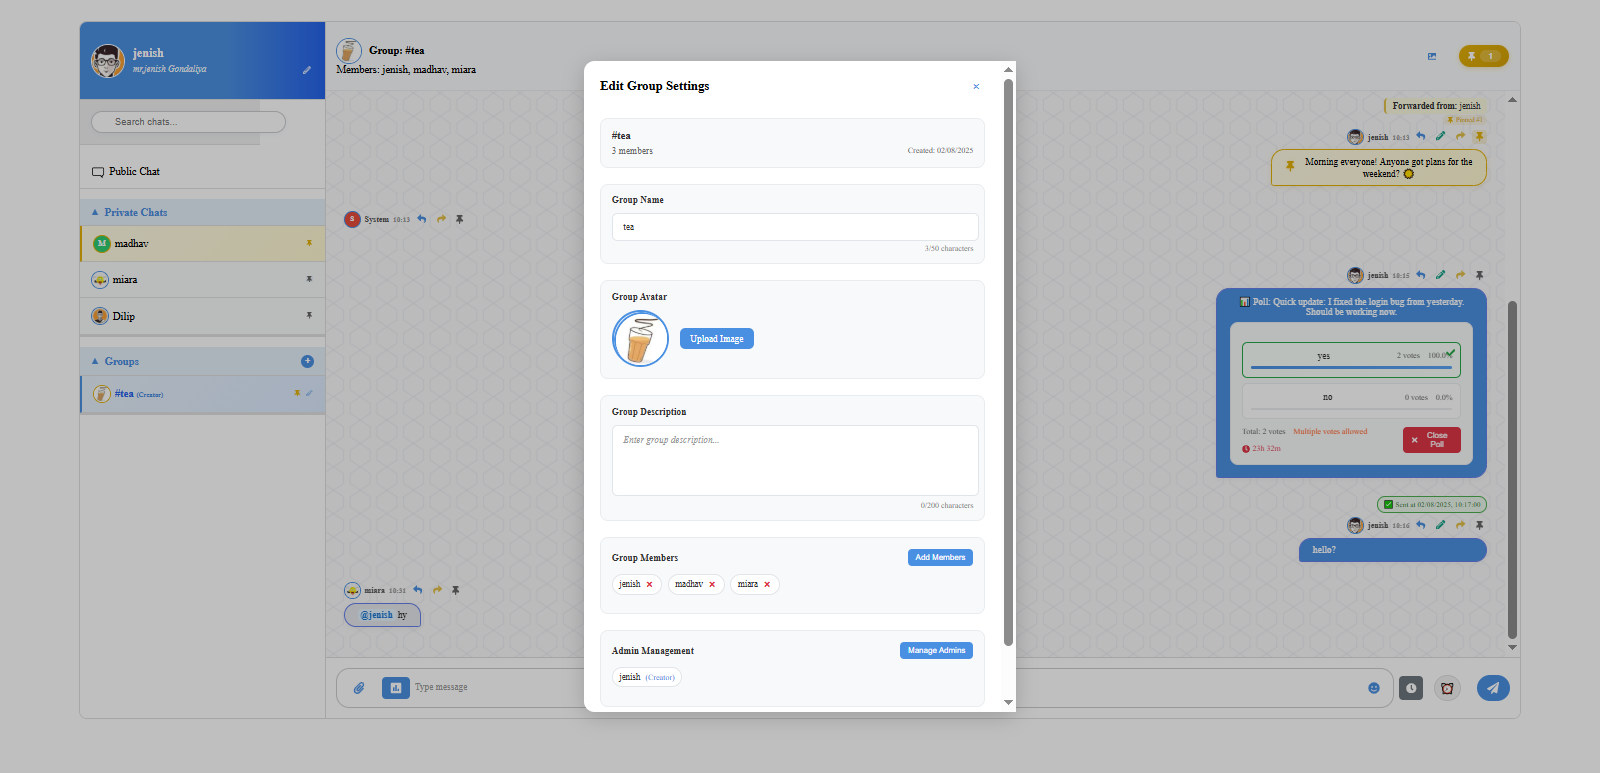 jenish
mr.jenish Gondaliya
Search chats...
Public Chat
Private Chats
M madhav
miara
Dilip
Groups
#tea (Creator)
Group: #tea
Members: jenish, madhav, miara
1
Forwarded from: jenish
Pinned #1
jenish 10:13
Morning everyone! Anyone got plans for the
weekend?
S System 10:13
jenish 10:15
Poll: Quick update: I fixed the login bug from yesterday.
Should be working now.
yes 2 votes 100.0%
no 0 votes 0.0%
Total: 2 votes Multiple votes allowed
Close
Poll
23h 32m
Sent at 02/08/2025, 10:17:00
jenish 10:16
hello?
miara 10:31
@jenish hy
Type message
Edit Group Settings
×
#tea
3 members
Created: 02/08/2025
Group Name
tea
3/50 characters
Group Avatar
Upload Image
Group Description
Enter group description...
0/200 characters
Group Members
Add Members
jenish × madhav × miara ×
Admin Management
Manage Admins
jenish (Creator)